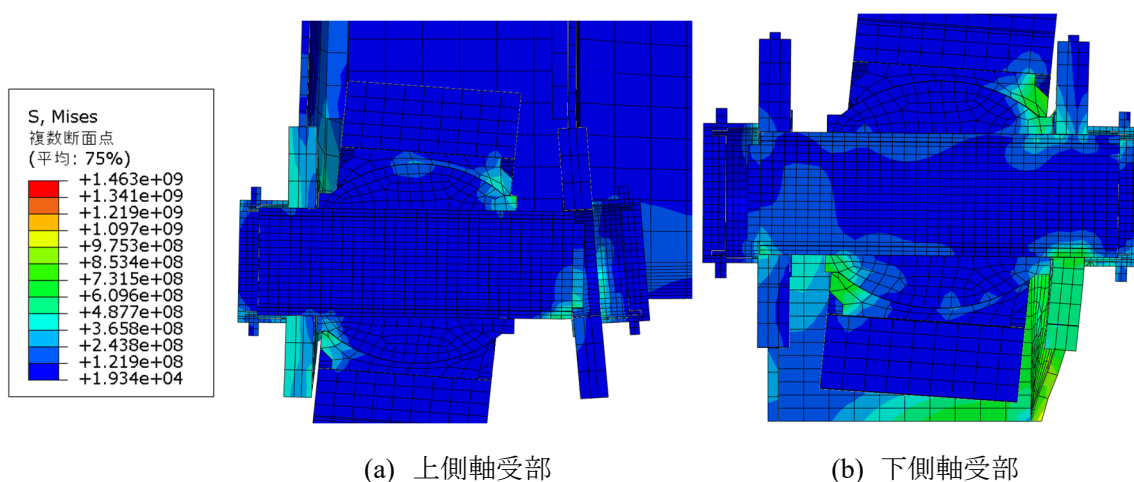 S, Mises
複数断面点
(平均: 75%)
+1.463e+09
+1.341e+09
+1.219e+09
+1.097e+09
+9.753e+08
+8.534e+08
+7.315e+08
+6.096e+08
+4.877e+08
+3.658e+08
+2.438e+08
+1.219e+08
+1.934e+04
(a) 上側軸受部
(b) 下側軸受部